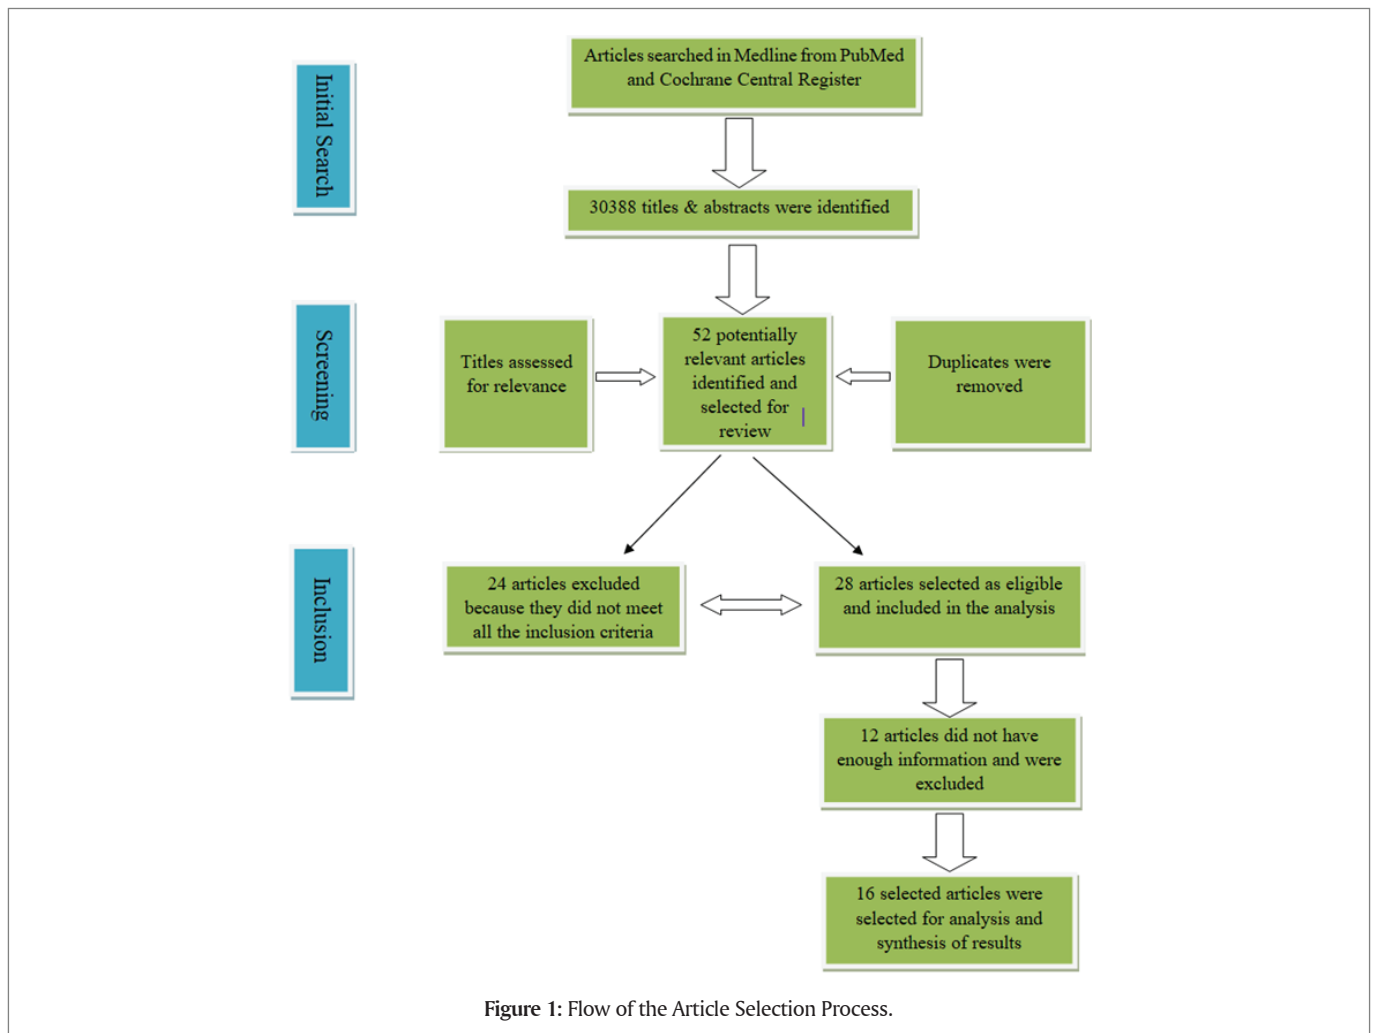 Initial Search
Articles searched in Medline from PubMed
and Cochrane Central Register
30388 titles & abstracts were identified
Screening
Titles assessed
for relevance
52 potentially
relevant articles
identified and
selected for
review
Duplicates were
removed
Inclusion
24 articles excluded
because they did not meet
all the inclusion criteria
28 articles selected as eligible
and included in the analysis
12 articles did not have
enough information and were
excluded
16 selected articles were
selected for analysis and
synthesis of results
Figure 1: Flow of the Article Selection Process.